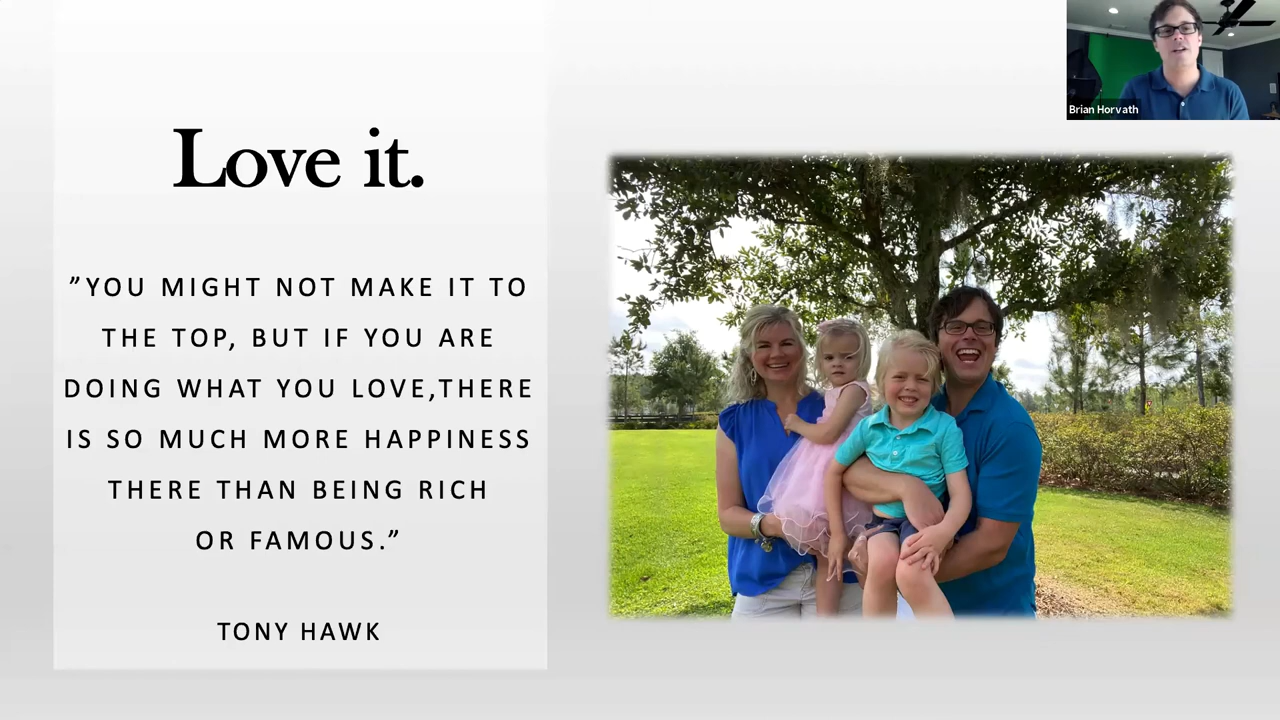 Love it.
”YOU MIGHT NOT MAKE IT TO
THE TOP, BUT IF YOU ARE
DOING WHAT YOU LOVE,THERE
IS SO MUCH MORE HAPPINESS
THERE THAN BEING RICH
OR FAMOUS.”
TONY HAWK
Brian Horvath